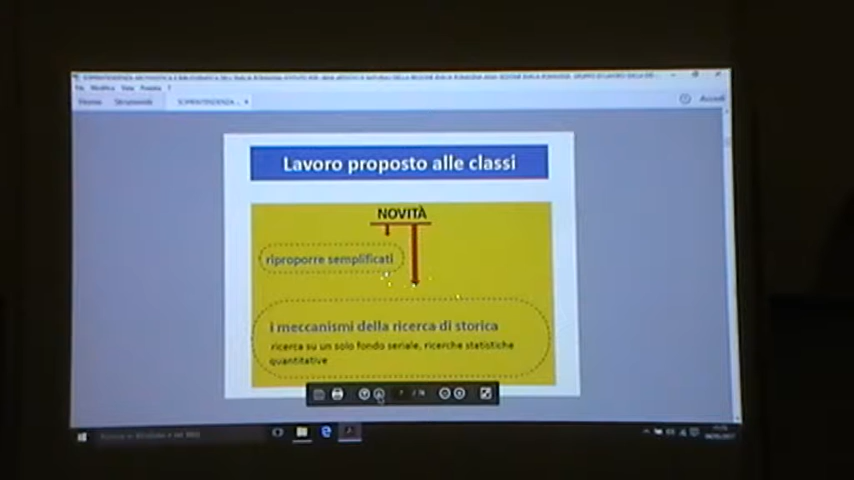 Accedi
Lavoro proposto alle classi
NOVITÀ
riproporre semplificati
i meccanismi della ricerca di storica
ricerca su un solo fondo seriale, ricerche statistiche
quantitative